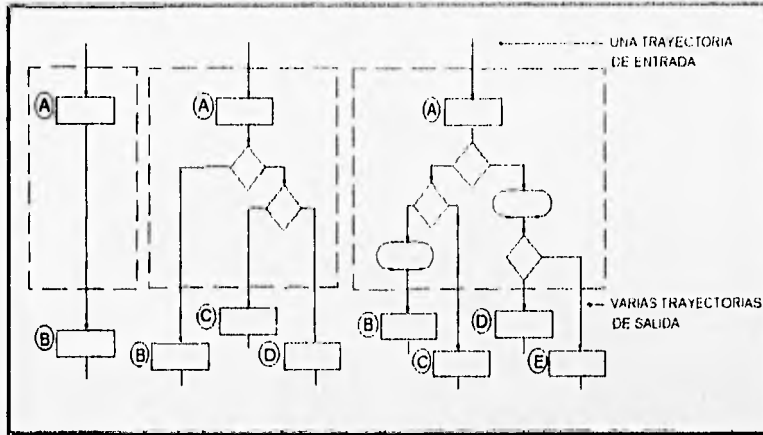 UNA TRAYECTORIA
DE ENTRADA
A
A
A
VARIAS TRAYECTORIAS
DE SALIDA
B
C
B
D
B
C
D
E